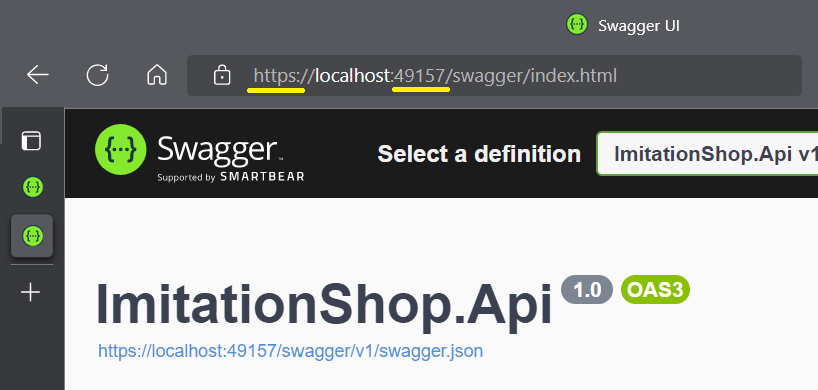 Swagger UI
https://localhost:49157/swagger/index.html
Swagger™
Supported by SMARTBEAR
Select a definition
ImitationShop.Api v1
ImitationShop.Api 1.0 OAS3
https://localhost:49157/swagger/v1/swagger.json